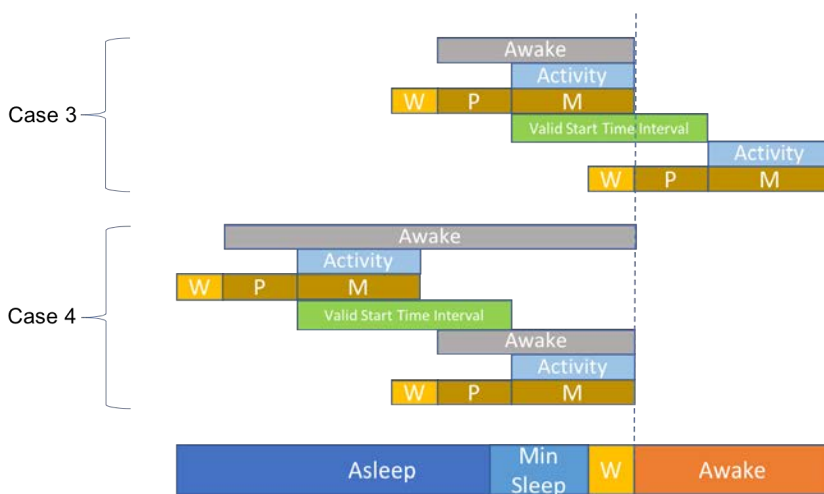 Awake
Activity
W P M
Case 3
Valid Start Time Interval
Activity
W P M
Awake
Activity
W P M
Case 4
Valid Start Time Interval
Awake
Activity
W P M
Asleep Min Sleep W Awake